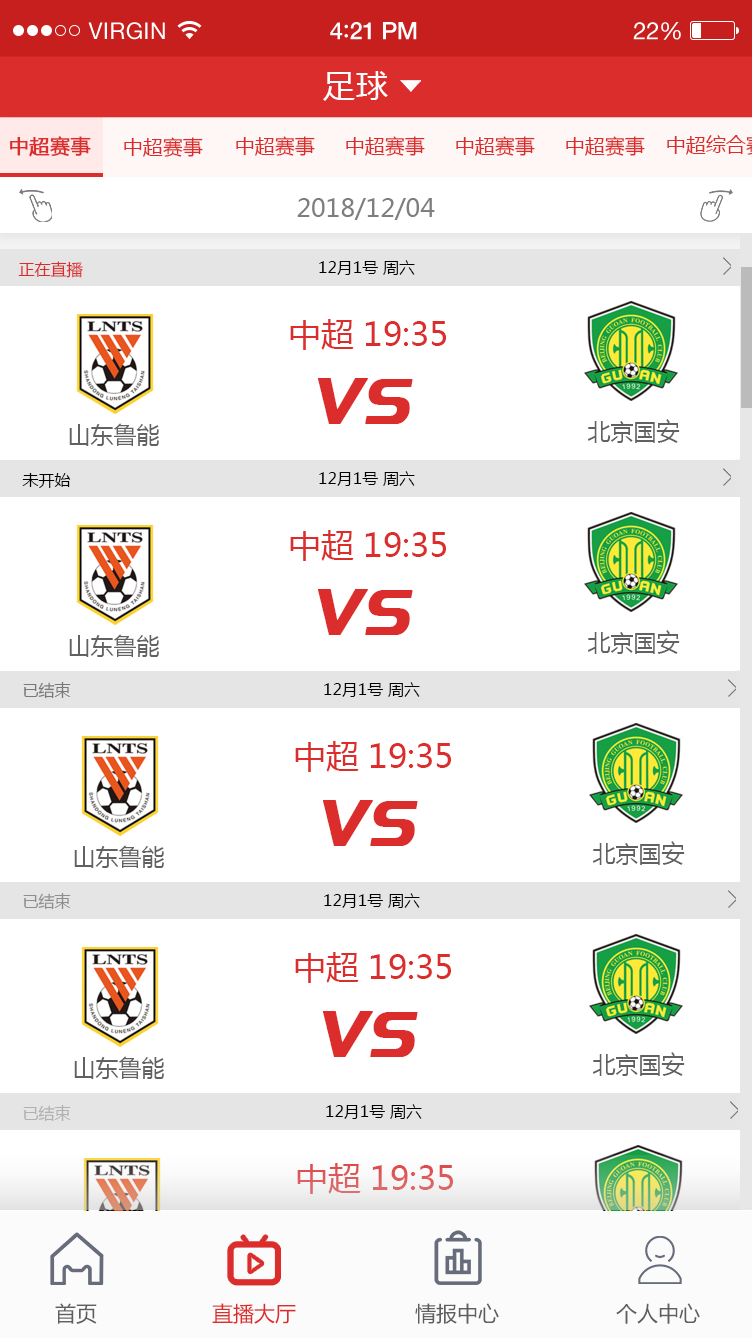 VIRGIN 4:21 PM 22%
足球
中超赛事 中超赛事 中超赛事 中超赛事 中超赛事 中超赛事 中超综合赛
2018/12/04
正在直播 12月1号 周六
中超 19:35
LNTS
SHANDONG LUNENG TAISHAN
VS
BEIJING GUOAN FOOTBALL CLUB
GUOAN
1992
山东鲁能 北京国安
未开始 12月1号 周六
中超 19:35
LNTS
SHANDONG LUNENG TAISHAN
VS
BEIJING GUOAN FOOTBALL CLUB
GUOAN
1992
山东鲁能 北京国安
已结束 12月1号 周六
中超 19:35
LNTS
SHANDONG LUNENG TAISHAN
VS
BEIJING GUOAN FOOTBALL CLUB
GUOAN
1992
山东鲁能 北京国安
已结束 12月1号 周六
中超 19:35
LNTS
SHANDONG LUNENG TAISHAN
VS
BEIJING GUOAN FOOTBALL CLUB
GUOAN
1992
山东鲁能 北京国安
已结束 12月1号 周六
中超 19:35
LNTS
BEIJING GUOAN FOOTBALL CLUB
首页 直播大厅 情报中心 个人中心